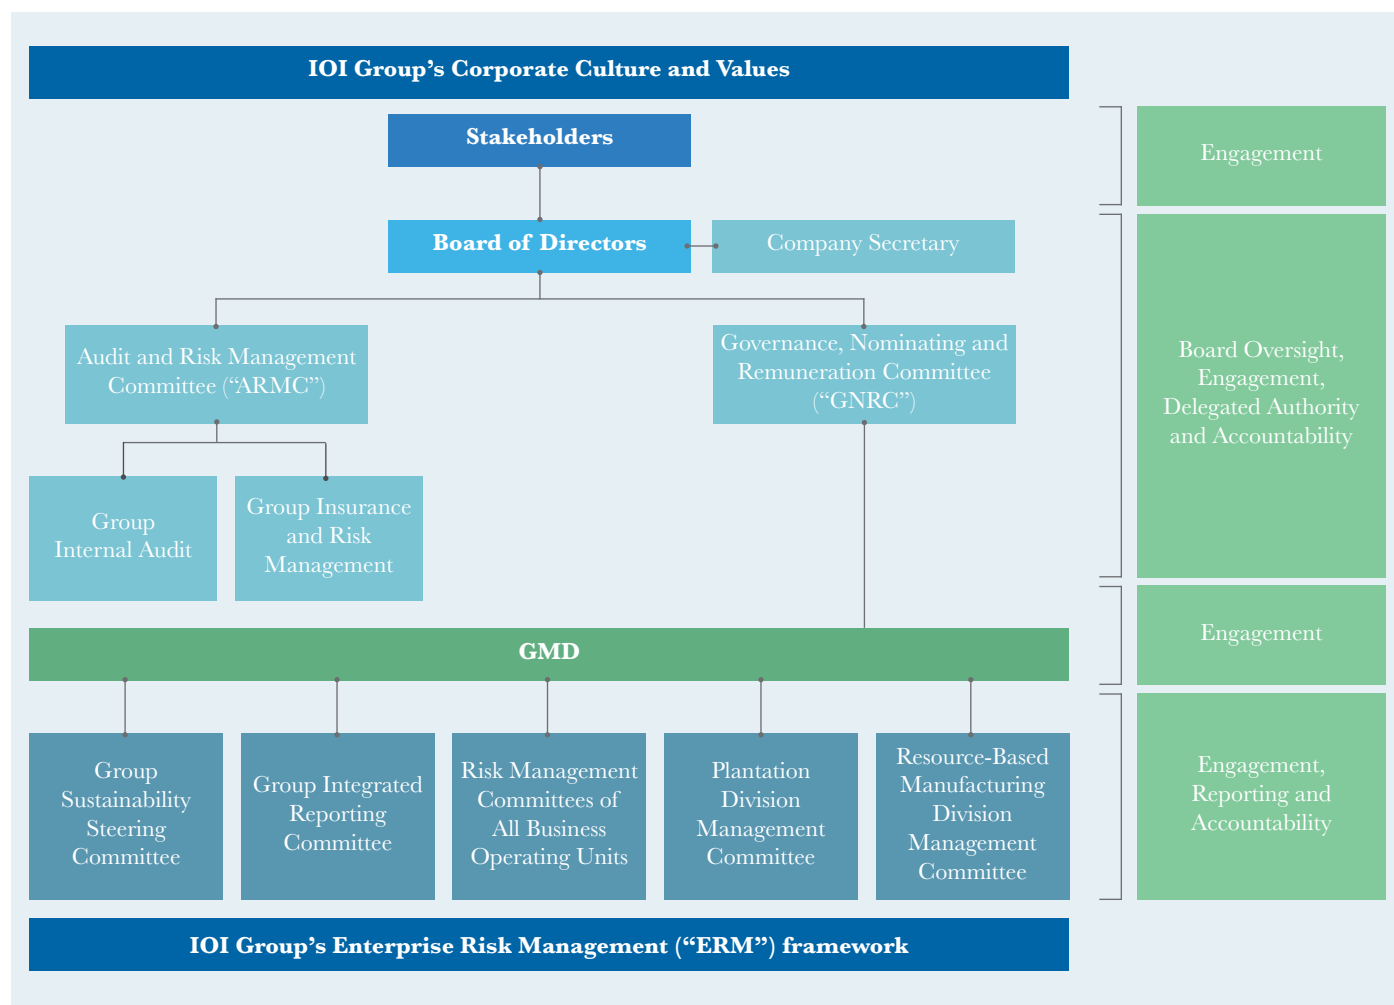 IOI Group’s Corporate Culture and Values
Stakeholders
Engagement
Board of Directors
Company Secretary
Audit and Risk Management
Committee (“ARMC”)
Governance, Nominating and
Remuneration Committee
(“GNRC”)
Board Oversight,
Engagement,
Delegated Authority
and Accountability
Group
Internal Audit
Group Insurance
and Risk
Management
GMD
Engagement
Group
Sustainability
Steering
Committee
Group Integrated
Reporting
Committee
Risk Management
Committees of
All Business
Operating Units
Plantation
Division
Management
Committee
Resource-Based
Manufacturing
Division
Management
Committee
Engagement,
Reporting and
Accountability
IOI Group’s Enterprise Risk Management (“ERM”) framework